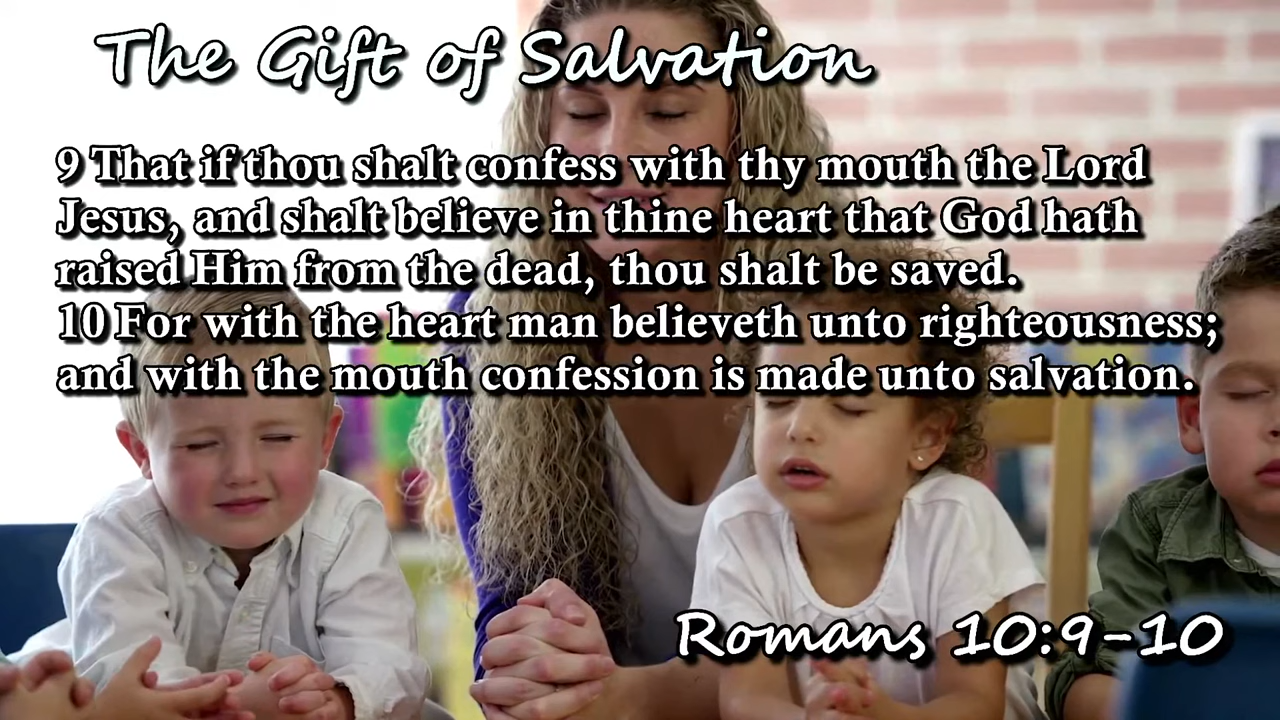 The Gift of Salvation
9 That if thou shalt confess with thy mouth the Lord
Jesus, and shalt believe in thine heart that God hath
raised Him from the dead, thou shalt be saved.
10 For with the heart man believeth unto righteousness;
and with the mouth confession is made unto salvation.
Romans 10:9-10